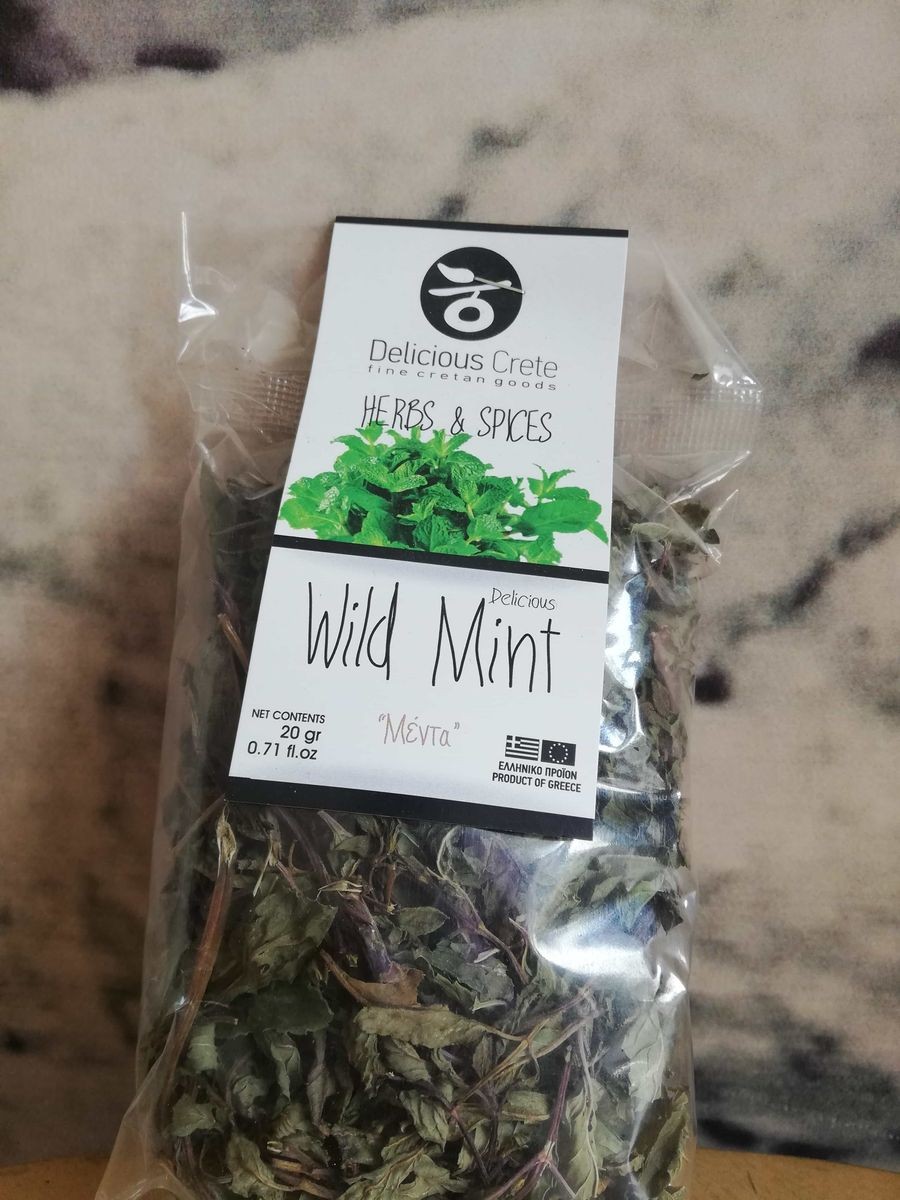 Delicious Crete
fine cretan goods
HERBS & SPICES
Delicious
Wild Mint
NET CONTENTS
20 gr
0.71 fl.oz
"Μέντα"
ΕΛΛΗΝΙΚΟ ΠΡΟΪΟΝ
PRODUCT OF GREECE